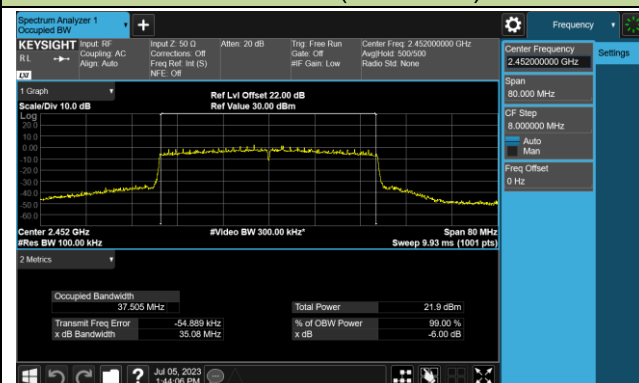 Spectrum Analyzer 1
Occupied BW
+
Frequency
KEYSIGHT
RL
Input: RF
Coupling: AC
Align: Auto
Input Z: 50 Ω
Corrections: Off
Freq Ref: Int (S)
NFE: Off
Atten: 20 dB
Trig: Free Run
Gate: Off
#IF Gain: Low
Center Freq: 2.452000000 GHz
Avg|Hold: 500/500
Radio Std: None
Center Frequency
2.452000000 GHz
Settings
Span
80.000 MHz
CF Step
8.000000 MHz
Auto
Man
Freq Offset
0 Hz
1 Graph
Scale/Div 10.0 dB
Ref Lvl Offset 22.00 dB
Ref Value 30.00 dBm
Log
20.0
10.0
0.00
-10.0
-20.0
-30.0
-40.0
-50.0
-60.0
Center 2.452 GHz
#Video BW 300.00 kHz*
Span 80 MHz
#Res BW 100.00 kHz
Sweep 9.93 ms (1001 pts)
2 Metrics
Occupied Bandwidth
37.505 MHz
Total Power 21.9 dBm
Transmit Freq Error -54.889 kHz
% of OBW Power 99.00 %
x dB Bandwidth 35.08 MHz
x dB -6.00 dB
?
Jul 05, 2023
1:44:06 PM